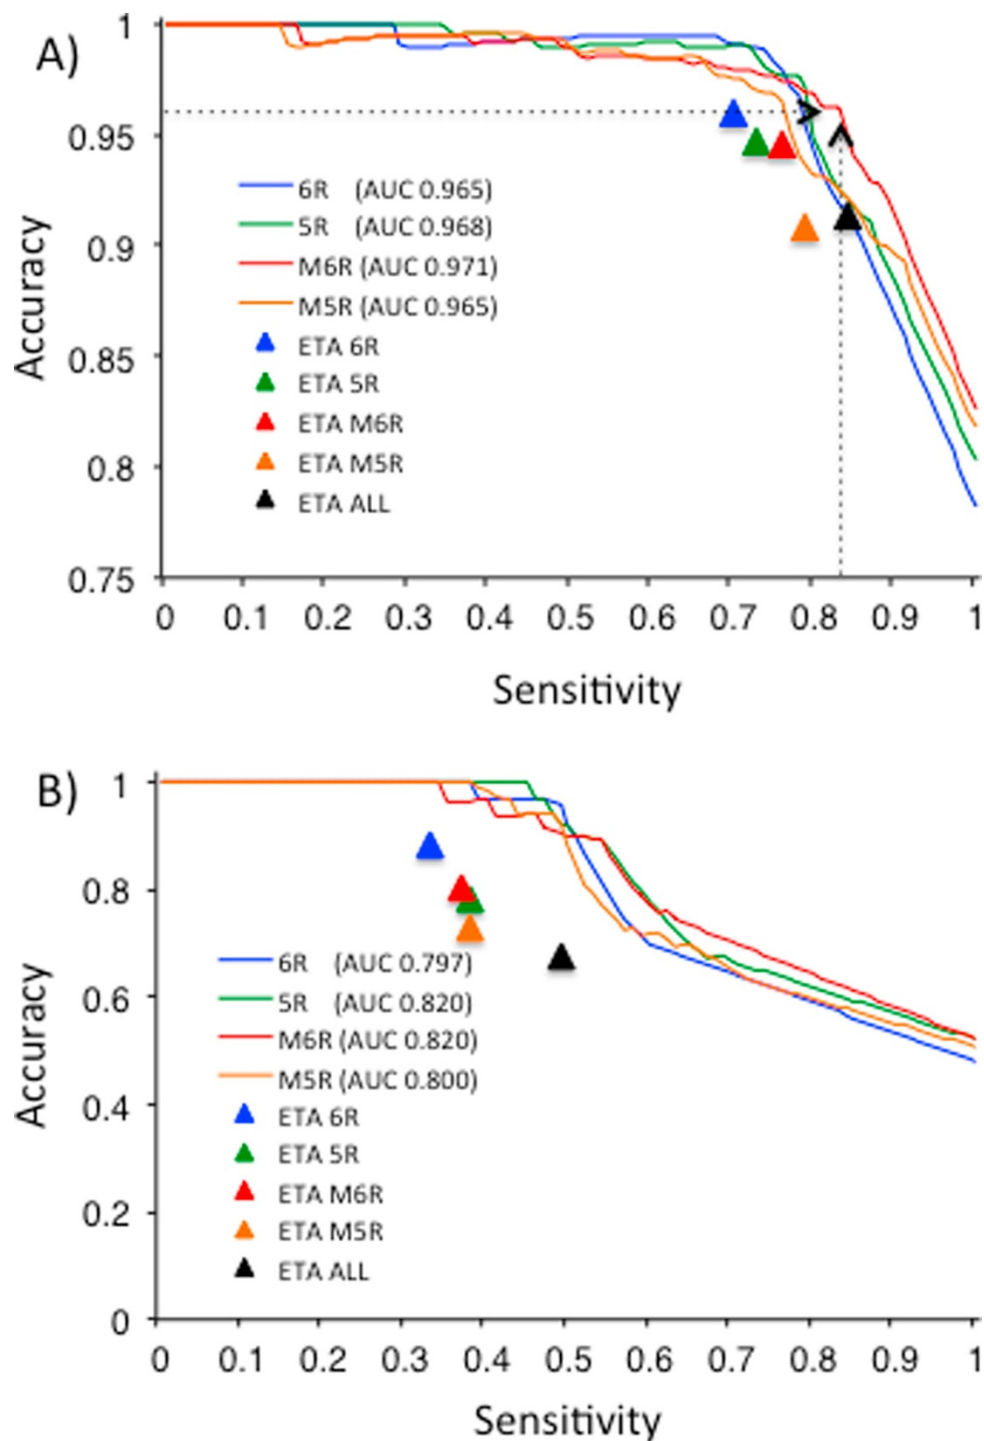 A)
Accuracy
1
0.95
0.9
0.85
0.8
0.75
6R (AUC 0.965)
5R (AUC 0.968)
M6R (AUC 0.971)
M5R (AUC 0.965)
ETA 6R
ETA 5R
ETA M6R
ETA M5R
ETA ALL
0 0.1 0.2 0.3 0.4 0.5 0.6 0.7 0.8 0.9 1
Sensitivity
B)
Accuracy
1
0.8
0.6
0.4
0.2
0
6R (AUC 0.797)
5R (AUC 0.820)
M6R (AUC 0.820)
M5R (AUC 0.800)
ETA 6R
ETA 5R
ETA M6R
ETA M5R
ETA ALL
0 0.1 0.2 0.3 0.4 0.5 0.6 0.7 0.8 0.9 1
Sensitivity